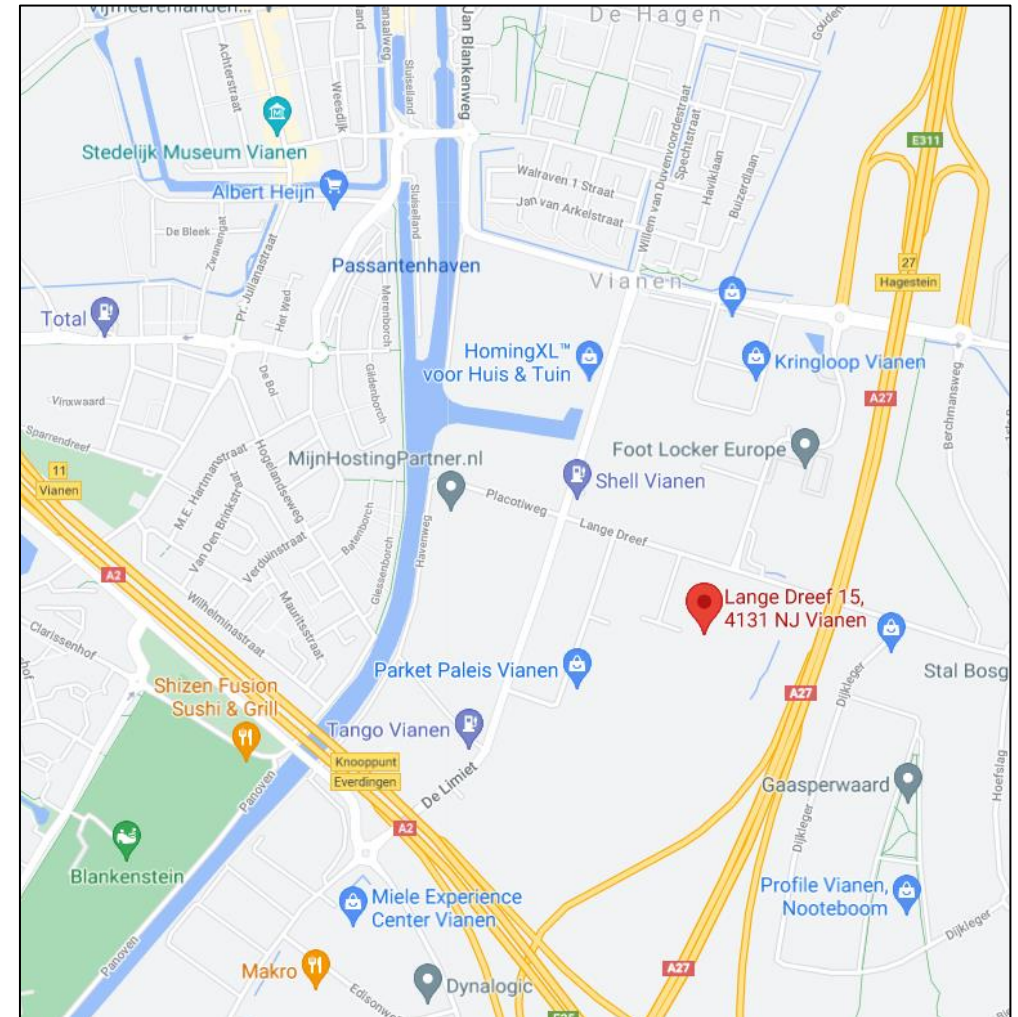 De Hagen
Jan Blankenweg
Sluiseiland
Achterstraat
Weesdijk
E311
Stedelijk Museum Vianen
Willem van Duvenvoordestraat
Spechtstraat
Haviklaan
Buizerdlaan
Walraven 1 Straat
Jan van Arkelstraat
Albert Heijn
Sluiseiland
De Bleek
Zwanengat
Pr. Julianastraat
Passantenhaven
Vianen
27
Hagestein
Het Wed
Merenborch
Total
HomingXL™
voor Huis & Tuin
Kringloop Vianen
De Bol
Gildenborch
A27
Berchmansweg
Vinxwaard
Sparrendreef
M.E. Hartmanstraat
Hogelandseweg
MijnHostingPartner.nl
Foot Locker Europe
11
Vianen
Shell Vianen
Placotiweg
Lange Dreef
Van Den Brinkstraat
Verduinstraat
Batenborch
Giessenborch
Havenweg
A2
Wilhelminastraat
Mauritsstraat
Lange Dreef 15,
4131 NJ Vianen
Clarissenhof
Parket Paleis Vianen
Stal Bosg
Dijkleger
A27
Shizen Fusion
Sushi & Grill
Tango Vianen
Knooppunt
Everdingen
Panoven
De Limiet
Gaasperwaard
Hoefslag
A2
Dijkleger
Blankenstein
Miele Experience
Center Vianen
Profile Vianen,
Nooteboom
Dijkleger
Panoven
Makro
Dynalogic
A27